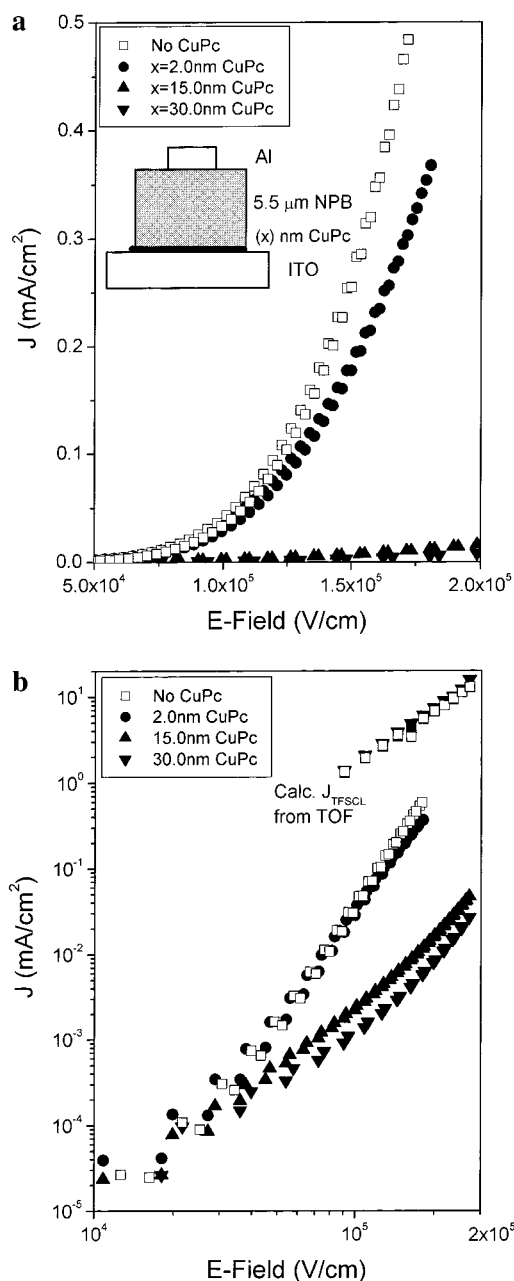 a
0.5
0.4
0.3
0.2
0.1
0.0
J (mA/cm²)
No CuPc
x=2.0nm CuPc
x=15.0nm CuPc
x=30.0nm CuPc
Al
5.5 μm NPB
(x) nm CuPc
ITO
5.0x10⁴
1.0x10⁵
1.5x10⁵
2.0x10⁵
E-Field (V/cm)
b
10¹
10⁰
10⁻¹
10⁻²
10⁻³
10⁻⁴
10⁻⁵
J (mA/cm²)
No CuPc
2.0nm CuPc
15.0nm CuPc
30.0nm CuPc
Calc. J_TFSCL
from TOF
10⁴
10⁵
2x10⁵
E-Field (V/cm)